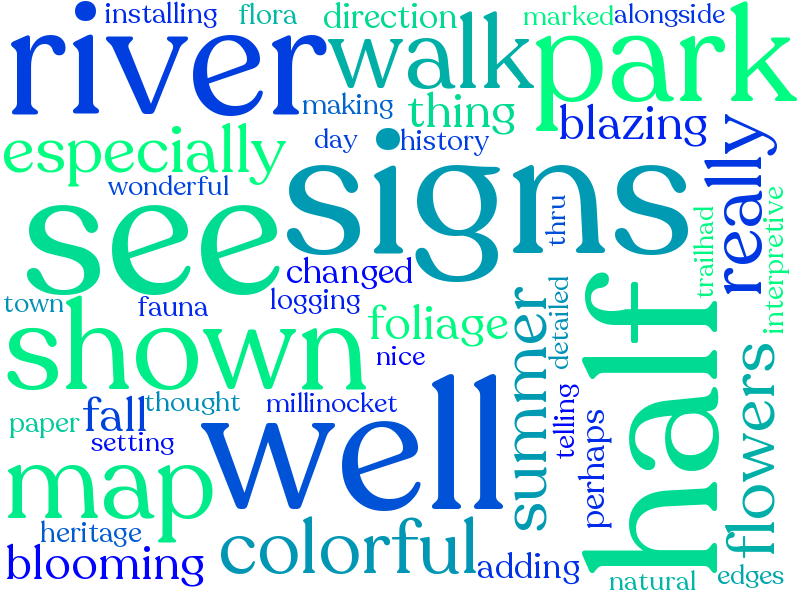 installing flora direction marked alongside
river walk park
making thing blazing
especially day history
wonderful signs thru really
see trailhad interpretive
changed
town fauna logging detailed
shown foliage summer half
nice
paper fall thought millinocket telling flowers
setting well perhaps
map
heritage colorful
blooming adding natural edges